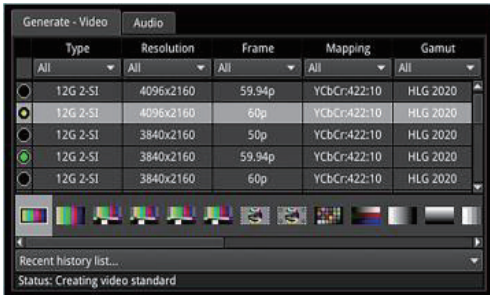 Generate - Video Audio
Type Resolution Frame Mapping Gamut
All All All All All
12G 2-SI 4096x2160 59.94p YCbCr:422:10 HLG 2020
12G 2-SI 4096x2160 60p YCbCr:422:10 HLG 2020
12G 2-SI 3840x2160 50p YCbCr:422:10 HLG 2020
12G 2-SI 3840x2160 59.94p YCbCr:422:10 HLG 2020
12G 2-SI 3840x2160 60p YCbCr:422:10 HLG 2020
Recent history list...
Status: Creating video standard